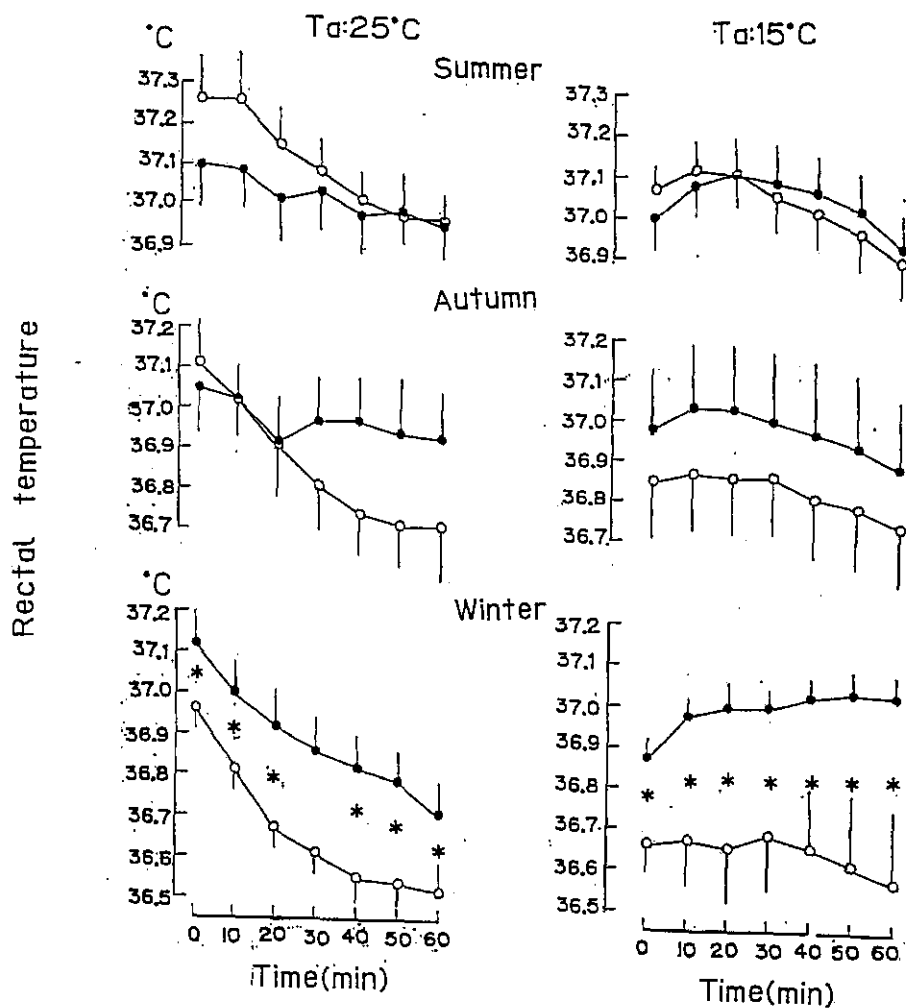 Ta:25°C Ta:15°C
°C
Summer
37.3 37.3
37.2 37.2
37.1 37.1
37.0 37.0
36.9 36.9
°C
Autumn
37.2 37.2
37.1 37.1
37.0 37.0
36.9 36.9
36.8 36.8
36.7 36.7
Rectal temperature
°C
Winter
37.2 37.2
37.1 37.1
37.0 37.0
36.9 36.9
36.8 36.8
36.7 36.7
36.6 36.6
36.5 36.5
* * * * * *
* * * * * * *
0 10 20 30 40 50 60 0 10 20 30 40 50 60
Time(min) Time(min)